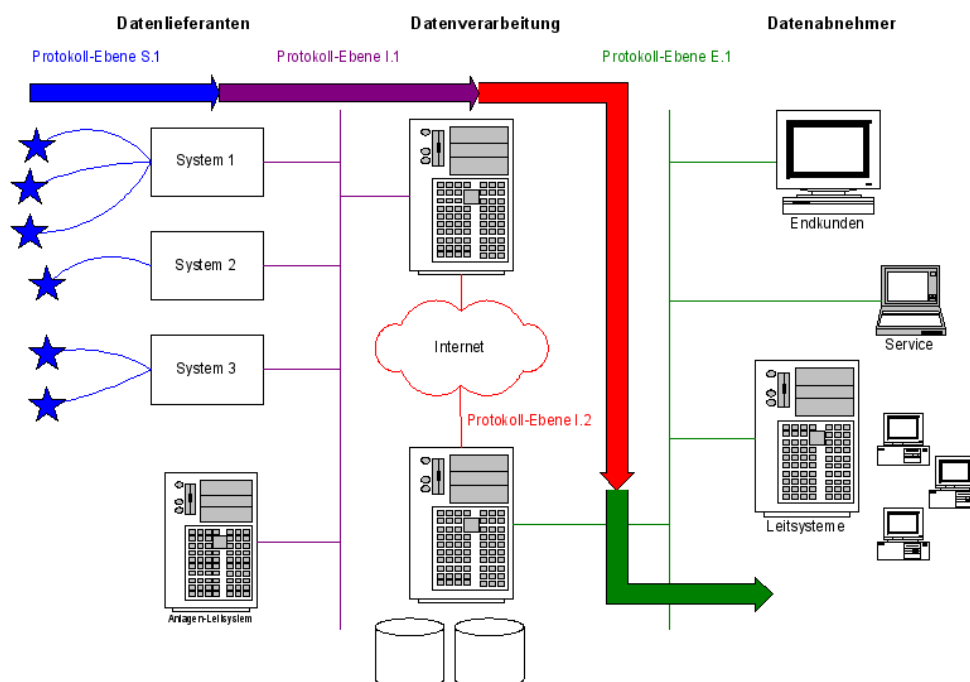 Datenlieferanten
Datenverarbeitung
Datenabnehmer
Protokoll-Ebene S.1
Protokoll-Ebene I.1
Protokoll-Ebene E.1
System 1
System 2
System 3
Anlagen-Leitsystem
Internet
Protokoll-Ebene I.2
Endkunden
Service
Leitsysteme